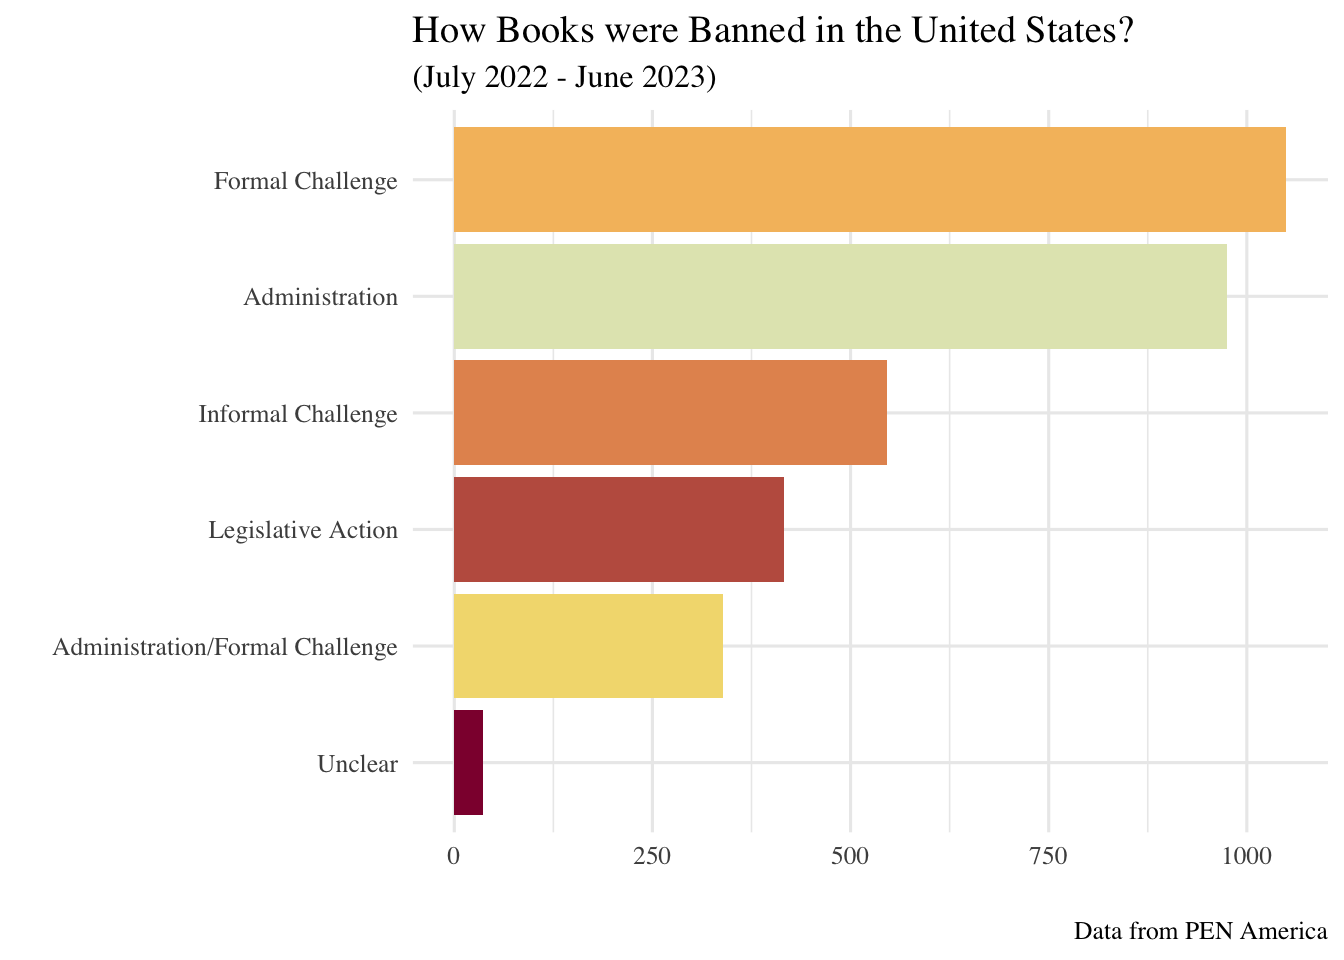 How Books were Banned in the United States?
(July 2022 - June 2023)
Formal Challenge
Administration
Informal Challenge
Legislative Action
Administration/Formal Challenge
Unclear
0 250 500 750 1000
Data from PEN America